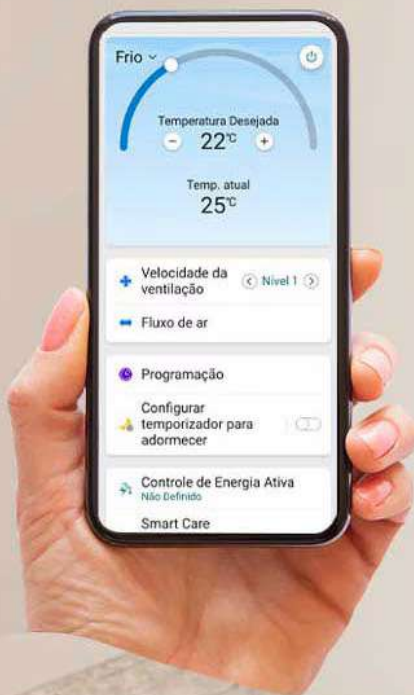 Frio
Temperatura Desejada
− 22°C +
Temp. atual
25°C
Velocidade da
ventilação
Nível 1
Fluxo de ar
Programação
Configurar
temporizador para
adormecer
Controle de Energia Ativa
Não Definido
Smart Care